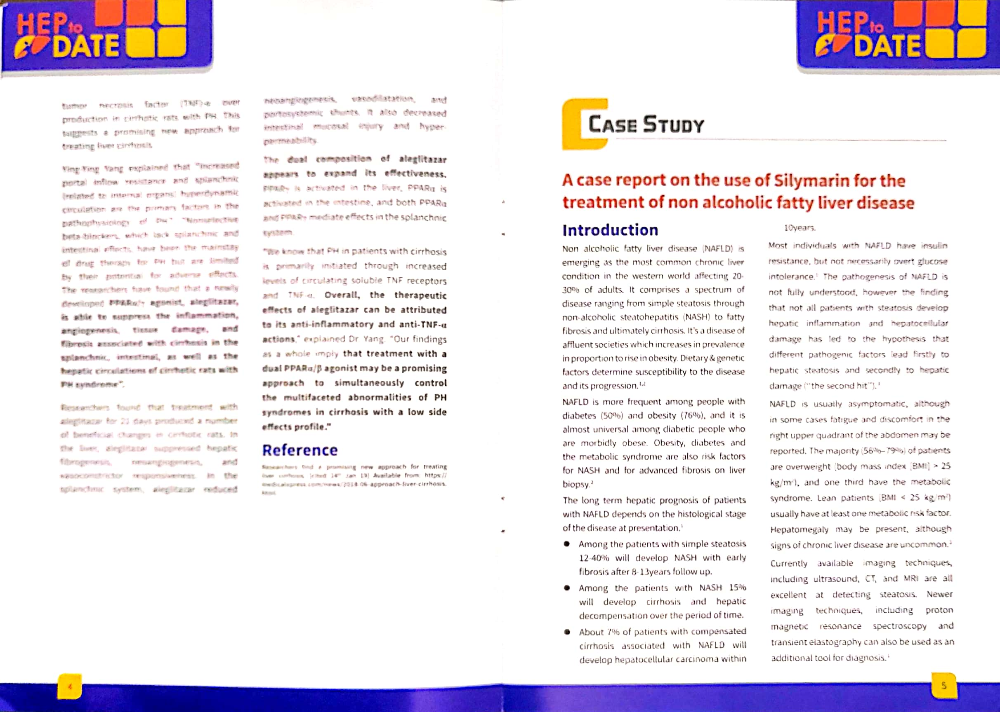 HEP to
DATE
tumor necrosis factor (TNF)-α over
production in cirrhotic rats with PH. This
suggests a promising new approach for
treating liver cirrhosis.
Ying-Ying Yang explained that "Increased
portal inflow resistance and splanchnic
(related to internal organs) hyperdynamic
circulation are the primary factors in the
pathophysiology of PH." "Nonselective
beta-blockers, which lack splanchnic and
intestinal effects, have been the mainstay
of drug therapy for PH but are limited
by their potential for adverse effects.
The researchers have found that a newly
developed PPARα/γ agonist, aleglitazar,
is able to suppress the inflammation,
angiogenesis, tissue damage, and
fibrosis associated with cirrhosis in the
splanchnic, intestinal, as well as the
hepatic circulations of cirrhotic rats with
PH syndrome".
Researchers found that treatment with
aleglitazar for 21 days produced a number
of beneficial changes in cirrhotic rats. In
the liver, aleglitazar suppressed hepatic
fibrogenesis, neoangiogenesis, and
vasoconstrictor responsiveness. In the
splanchnic system, aleglitazar reduced
neoangiogenesis, vasodilatation, and
portosystemic shunts. It also decreased
intestinal mucosal injury and hyper-
permeability.
The dual composition of aleglitazar
appears to expand its effectiveness.
PPARγ is activated in the liver, PPARα is
activated in the intestine, and both PPARα
and PPARγ mediate effects in the splanchnic
system.
"We know that PH in patients with cirrhosis
is primarily initiated through increased
levels of circulating soluble TNF receptors
and TNF-α. Overall, the therapeutic
effects of aleglitazar can be attributed
to its anti-inflammatory and anti-TNF-α
actions," explained Dr Yang. "Our findings
as a whole imply that treatment with a
dual PPARα/β agonist may be a promising
approach to simultaneously control
the multifaceted abnormalities of PH
syndromes in cirrhosis with a low side
effects profile."
Reference
Researchers find a promising new approach for treating
liver cirrhosis [cited 14th Jan 19] Available from: https://
medicalxpress.com/news/2018-06-approach-liver-cirrhosis.
html.
4
HEP to
DATE
CASE STUDY
A case report on the use of Silymarin for the
treatment of non alcoholic fatty liver disease
Introduction
Non alcoholic fatty liver disease (NAFLD) is
emerging as the most common chronic liver
condition in the western world affecting 20-
30% of adults. It comprises a spectrum of
disease ranging from simple steatosis through
non-alcoholic steatohepatitis (NASH) to fatty
fibrosis and ultimately cirrhosis. It's a disease of
affluent societies which increases in prevalence
in proportion to rise in obesity. Dietary & genetic
factors determine susceptibility to the disease
and its progression.1,2
NAFLD is more frequent among people with
diabetes (50%) and obesity (76%), and it is
almost universal among diabetic people who
are morbidly obese. Obesity, diabetes and
the metabolic syndrome are also risk factors
for NASH and for advanced fibrosis on liver
biopsy.2
The long term hepatic prognosis of patients
with NAFLD depends on the histological stage
of the disease at presentation.1
● Among the patients with simple steatosis
12-40% will develop NASH with early
fibrosis after 8-13years follow up.
● Among the patients with NASH 15%
will develop cirrhosis and hepatic
decompensation over the period of time.
● About 7% of patients with compensated
cirrhosis associated with NAFLD will
develop hepatocellular carcinoma within
10years.
Most individuals with NAFLD have insulin
resistance, but not necessarily overt glucose
intolerance.1 The pathogenesis of NAFLD is
not fully understood, however the finding
that not all patients with steatosis develop
hepatic inflammation and hepatocellular
damage has led to the hypothesis that
different pathogenic factors lead firstly to
hepatic steatosis and secondly to hepatic
damage ("the second hit").1
NAFLD is usually asymptomatic, although
in some cases fatigue and discomfort in the
right upper quadrant of the abdomen may be
reported. The majority (56%–79%) of patients
are overweight (body mass index [BMI] > 25
kg/m2), and one third have the metabolic
syndrome. Lean patients (BMI < 25 kg/m2)
usually have at least one metabolic risk factor.
Hepatomegaly may be present, although
signs of chronic liver disease are uncommon.2
Currently available imaging techniques,
including ultrasound, CT, and MRI are all
excellent at detecting steatosis. Newer
imaging techniques, including proton
magnetic resonance spectroscopy and
transient elastography can also be used as an
additional tool for diagnosis.
5